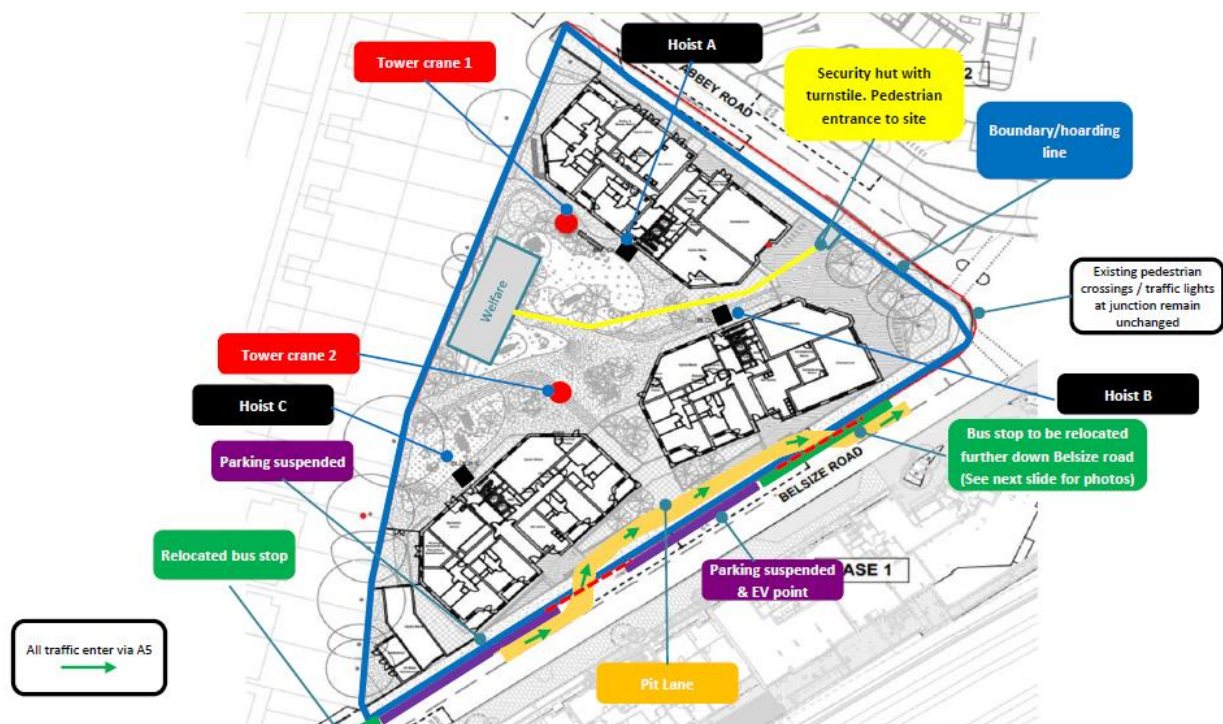 Hoist A
Tower crane 1
ABBEY ROAD
2
Security hut with
turnstile. Pedestrian
entrance to site
Boundary/hoarding
line
Existing pedestrian
crossings / traffic lights
at junction remain
unchanged
Welfare
Tower crane 2
Hoist C
Hoist B
Parking suspended
Bus stop to be relocated
further down Belsize road
(See next slide for photos)
BELSIZE ROAD
Relocated bus stop
Parking suspended
& EV point
ASE 1
All traffic enter via A5
Pit Lane